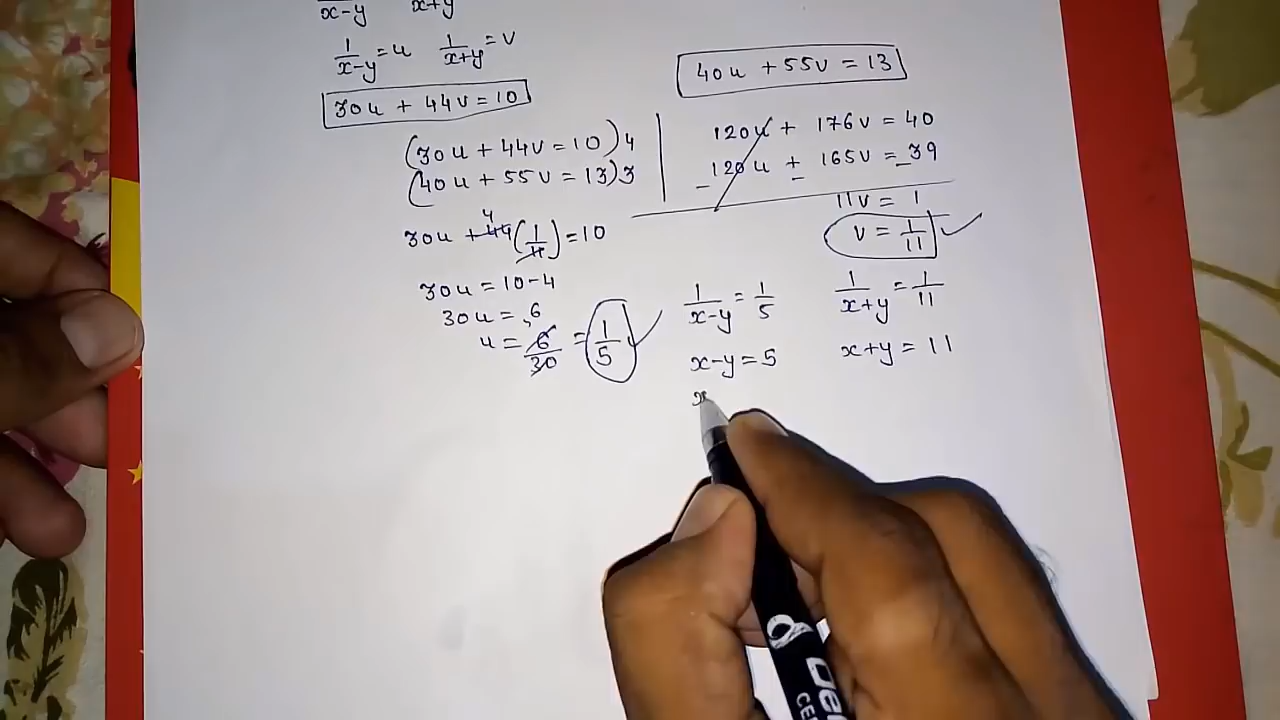 x-y x+y
1/x-y = u 1/x+y = v
30u + 44v = 10
40u + 55v = 13
(30u + 44v = 10)4
(40u + 55v = 13)3
120u + 176v = 40
120u + 165v = 39
- - -
11v = 1
v = 1/11
30u + 44(1/11) = 10
4
30u = 10-4
30u = 6
u = 6/30 = 1/5
1/x-y = 1/5 1/x+y = 1/11
x-y = 5 x+y = 11
x